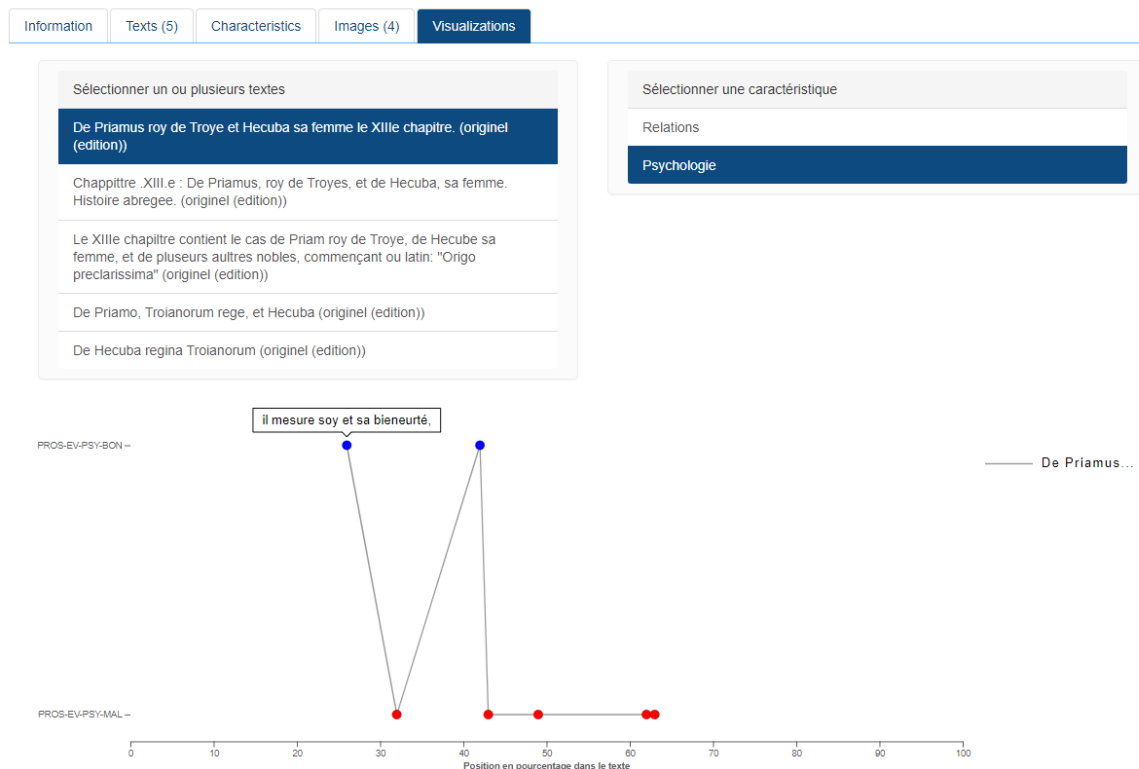 Information
Texts (5)
Characteristics
Images (4)
Visualizations
Sélectionner un ou plusieurs textes
De Priamus roy de Troye et Hecuba sa femme le XIIIe chapitre. (originel
(edition))
Chappittre .XIII.e : De Priamus, roy de Troyes, et de Hecuba, sa femme.
Histoire abregee. (originel (edition))
Le XIIIe chapiltre contient le cas de Priam roy de Troye, de Hecube sa
femme, et de pluseurs aultres nobles, commençant ou latin: "Origo
preclarissima" (originel (edition))
De Priamo, Troianorum rege, et Hecuba (originel (edition))
De Hecuba regina Troianorum (originel (edition))
Sélectionner une caractéristique
Relations
Psychologie
il mesure soy et sa bieneurté,
PROS-EV-PSY-BON
De Priamus...
PROS-EV-PSY-MAL
0 10 20 30 40 50 60 70 80 90 100
Position en pourcentage dans le texte